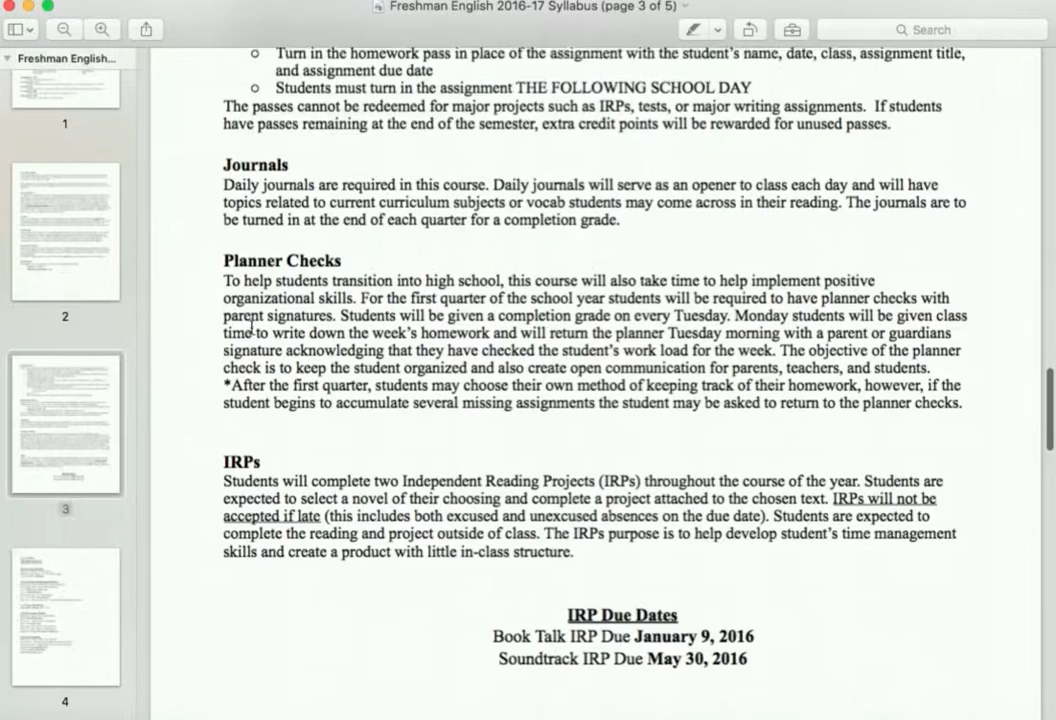 Freshman English 2016-17 Syllabus (page 3 of 5)
Search
Freshman English...
1
2
3
4
o Turn in the homework pass in place of the assignment with the student's name, date, class, assignment title,
and assignment due date
o Students must turn in the assignment THE FOLLOWING SCHOOL DAY
The passes cannot be redeemed for major projects such as IRPs, tests, or major writing assignments. If students
have passes remaining at the end of the semester, extra credit points will be rewarded for unused passes.
Journals
Daily journals are required in this course. Daily journals will serve as an opener to class each day and will have
topics related to current curriculum subjects or vocab students may come across in their reading. The journals are to
be turned in at the end of each quarter for a completion grade.
Planner Checks
To help students transition into high school, this course will also take time to help implement positive
organizational skills. For the first quarter of the school year students will be required to have planner checks with
parent signatures. Students will be given a completion grade on every Tuesday. Monday students will be given class
time to write down the week's homework and will return the planner Tuesday morning with a parent or guardians
signature acknowledging that they have checked the student's work load for the week. The objective of the planner
check is to keep the student organized and also create open communication for parents, teachers, and students.
*After the first quarter, students may choose their own method of keeping track of their homework, however, if the
student begins to accumulate several missing assignments the student may be asked to return to the planner checks.
IRPs
Students will complete two Independent Reading Projects (IRPs) throughout the course of the year. Students are
expected to select a novel of their choosing and complete a project attached to the chosen text. IRPs will not be
accepted if late (this includes both excused and unexcused absences on the due date). Students are expected to
complete the reading and project outside of class. The IRPs purpose is to help develop student's time management
skills and create a product with little in-class structure.
IRP Due Dates
Book Talk IRP Due January 9, 2016
Soundtrack IRP Due May 30, 2016